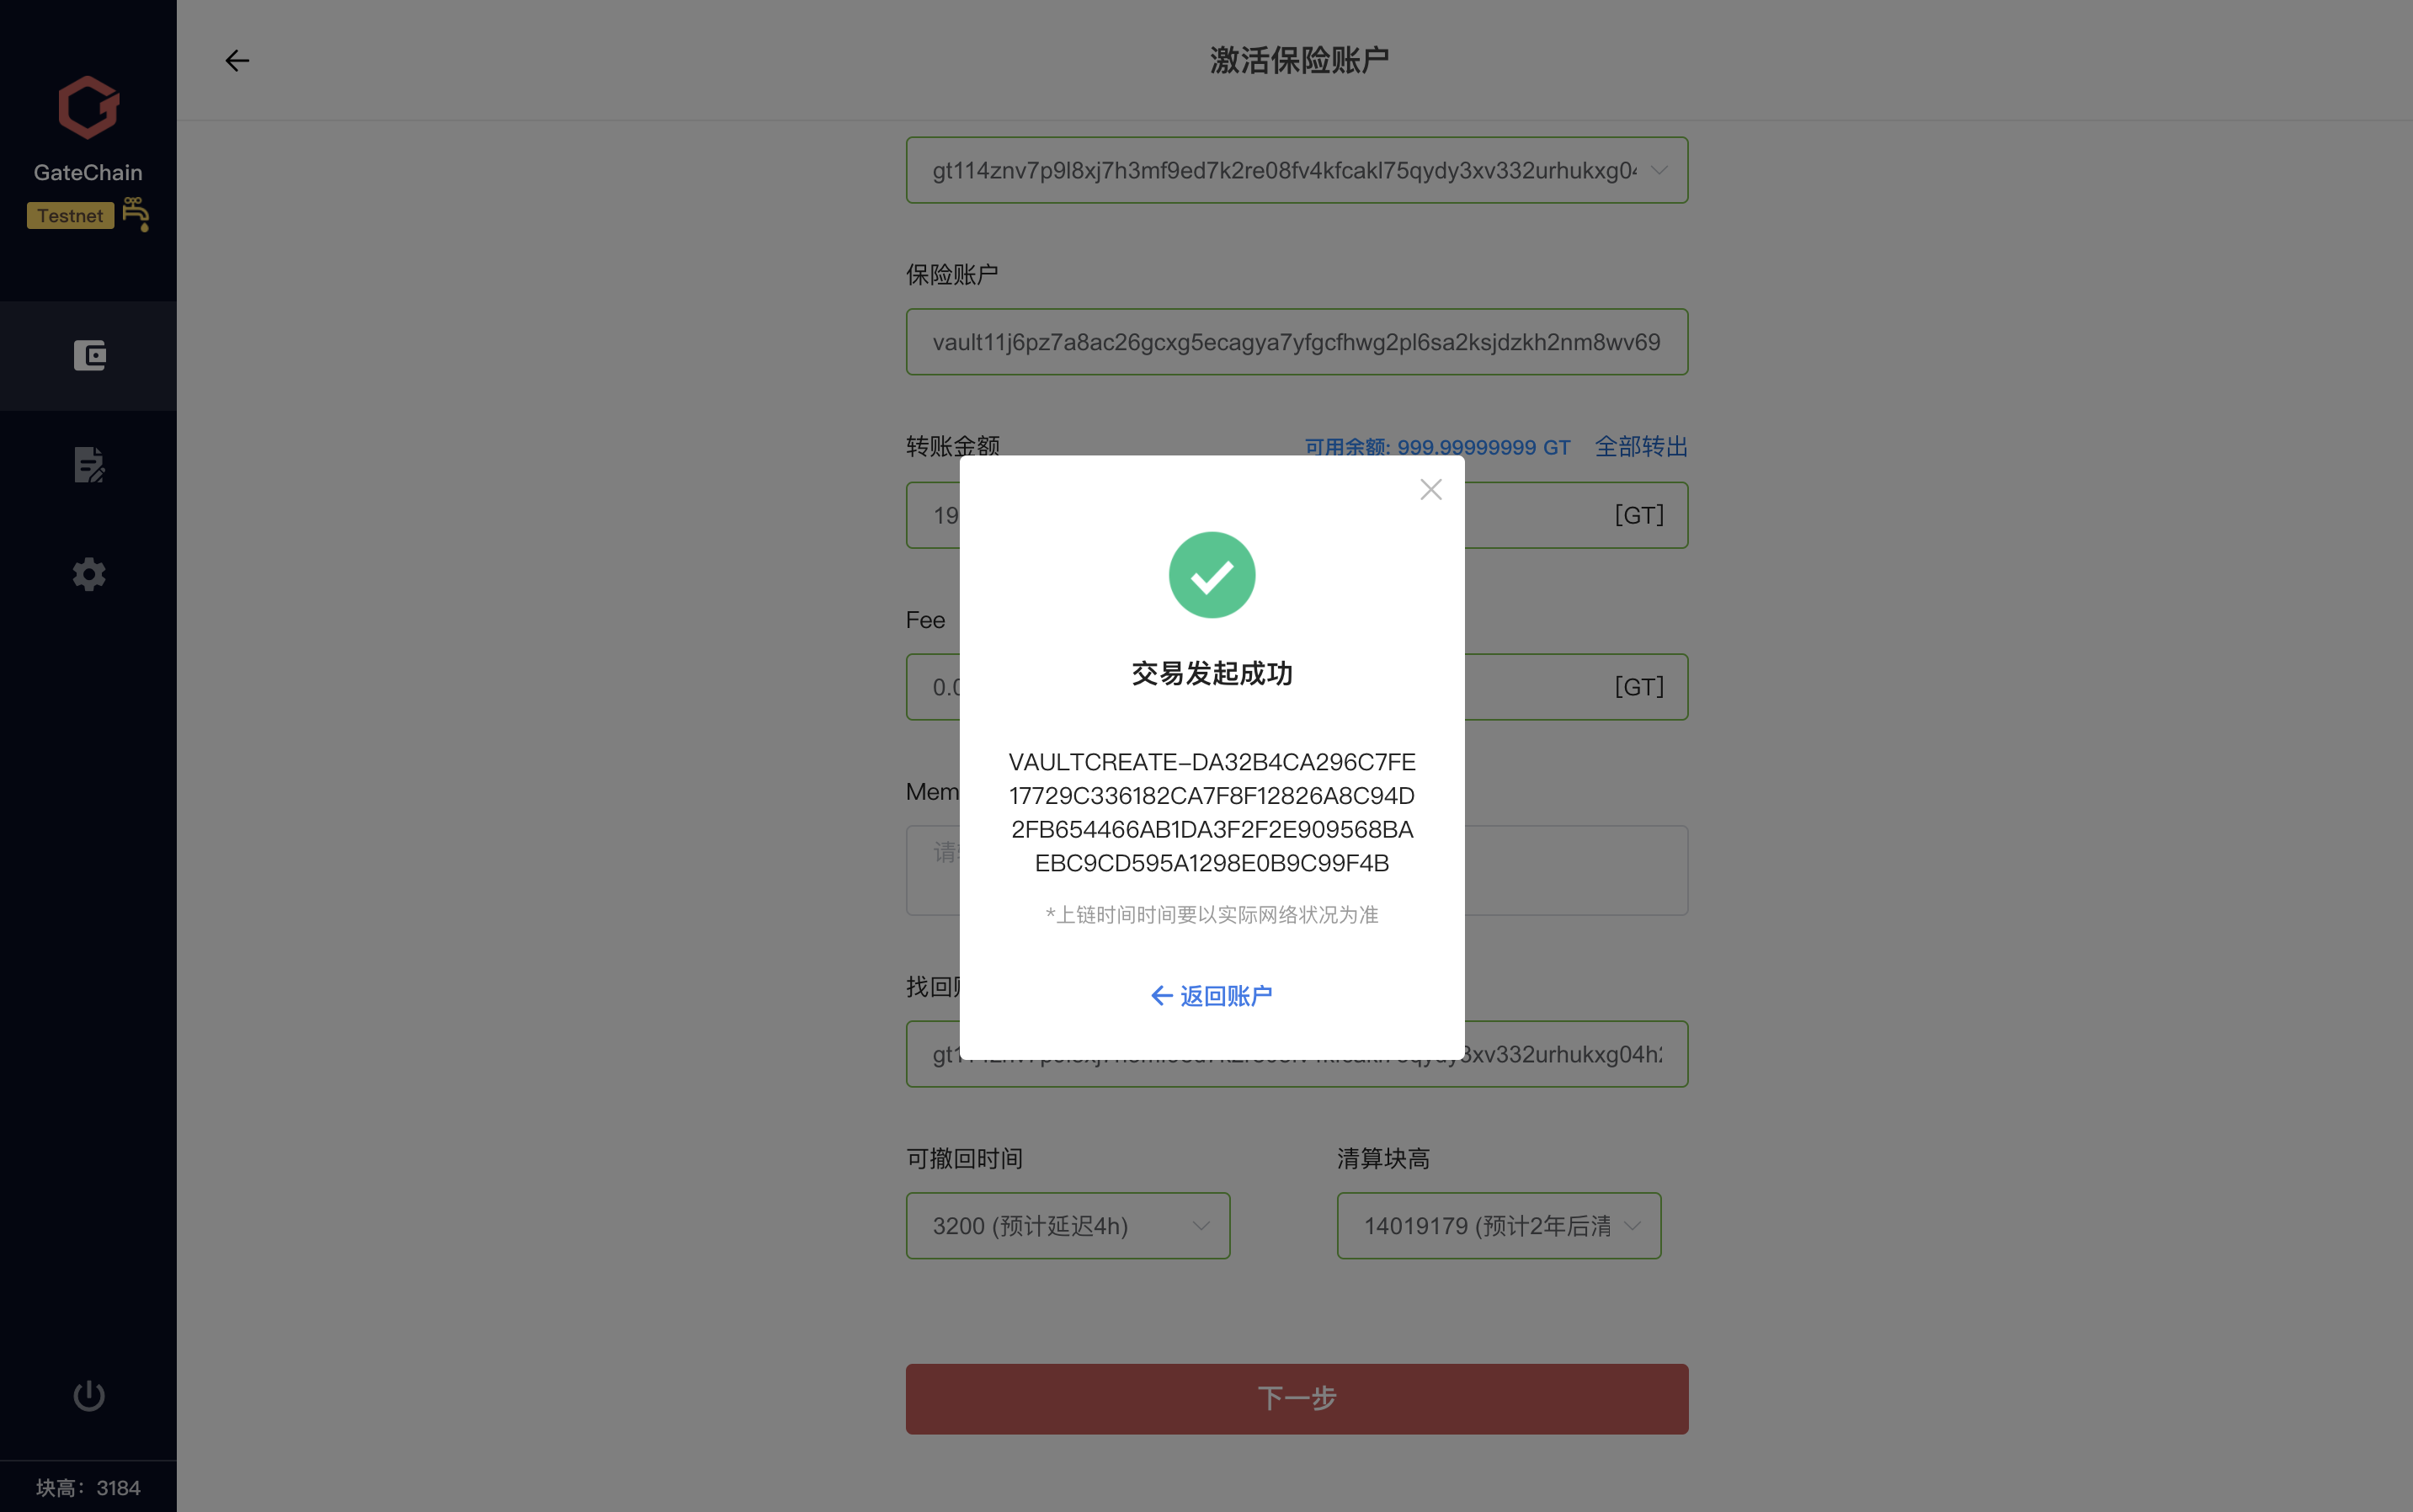 激活保险账户
GateChain
Testnet
gt114znv7p9l8xj7h3mf9ed7k2re08fv4kfcakl75qydy3xv332urhukxg04
保险账户
vault11j6pz7a8ac26gcxg5ecagya7yfgcfhwg2pl6sa2ksjdzkh2nm8wv69
转账金额 可用余额: 999.99999999 GT 全部转出
19 [GT]
Fee
0.0 [GT]
交易发起成功
VAULTCREATE-DA32B4CA296C7FE
17729C336182CA7F8F12826A8C94D
2FB654466AB1DA3F2F2E909568BA
EBC9CD595A1298E0B9C99F4B
*上链时间时间要以实际网络状况为准
← 返回账户
Mem
请
找回
3xv332urhukxg04h
可撤回时间 清算块高
3200 (预计延迟4h) 14019179 (预计2年后清
下一步
块高：3184